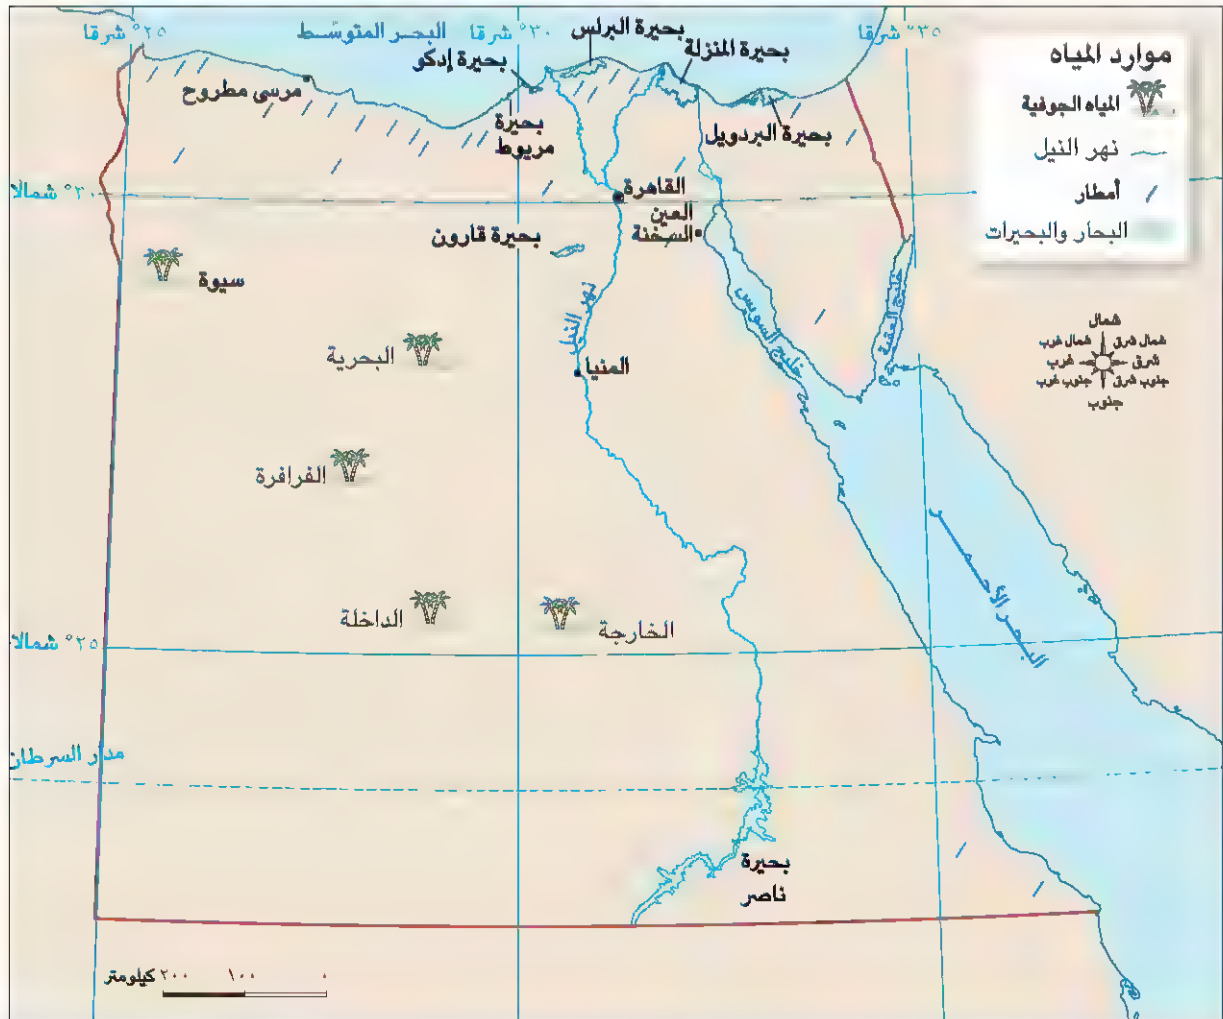 ٢٥° شرقا
البحر المتوسّط
٣٠° شرقا
بحيرة البرلس
٣٥° شرقا
بحيرة المنزلة
بحيرة إدكو
مرسى مطروح
بحيرة
مريوط
بحيرة البردويل
موارد المياه
المياه الجوفية
نهر النيل
أمطار
البحار والبحيرات
٣٠° شمالا
القاهرة
العين
السخنة
بحيرة قارون
سيوة
نهر النيل
خليج السويس
خليج العقبة
البحرية
المنيا
شمال
شمال غرب
شمال شرق
غرب
شرق
جنوب غرب
جنوب شرق
جنوب
الفرافرة
البحر الأحمر
الداخلة
الخارجة
٢٥° شمالا
مدار السرطان
بحيرة
ناصر
٠ ١٠٠ ٢٠٠ كيلومتر